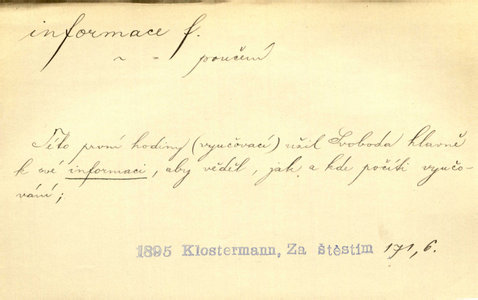 informace f.
~ = poučení
Této první hodiny (vyučovací) užil Svoboda hlavně
k své informaci, aby věděl, jak a kde počíti vyučo-
vání;
1895 Klostermann, Za štěstím 171, 6.